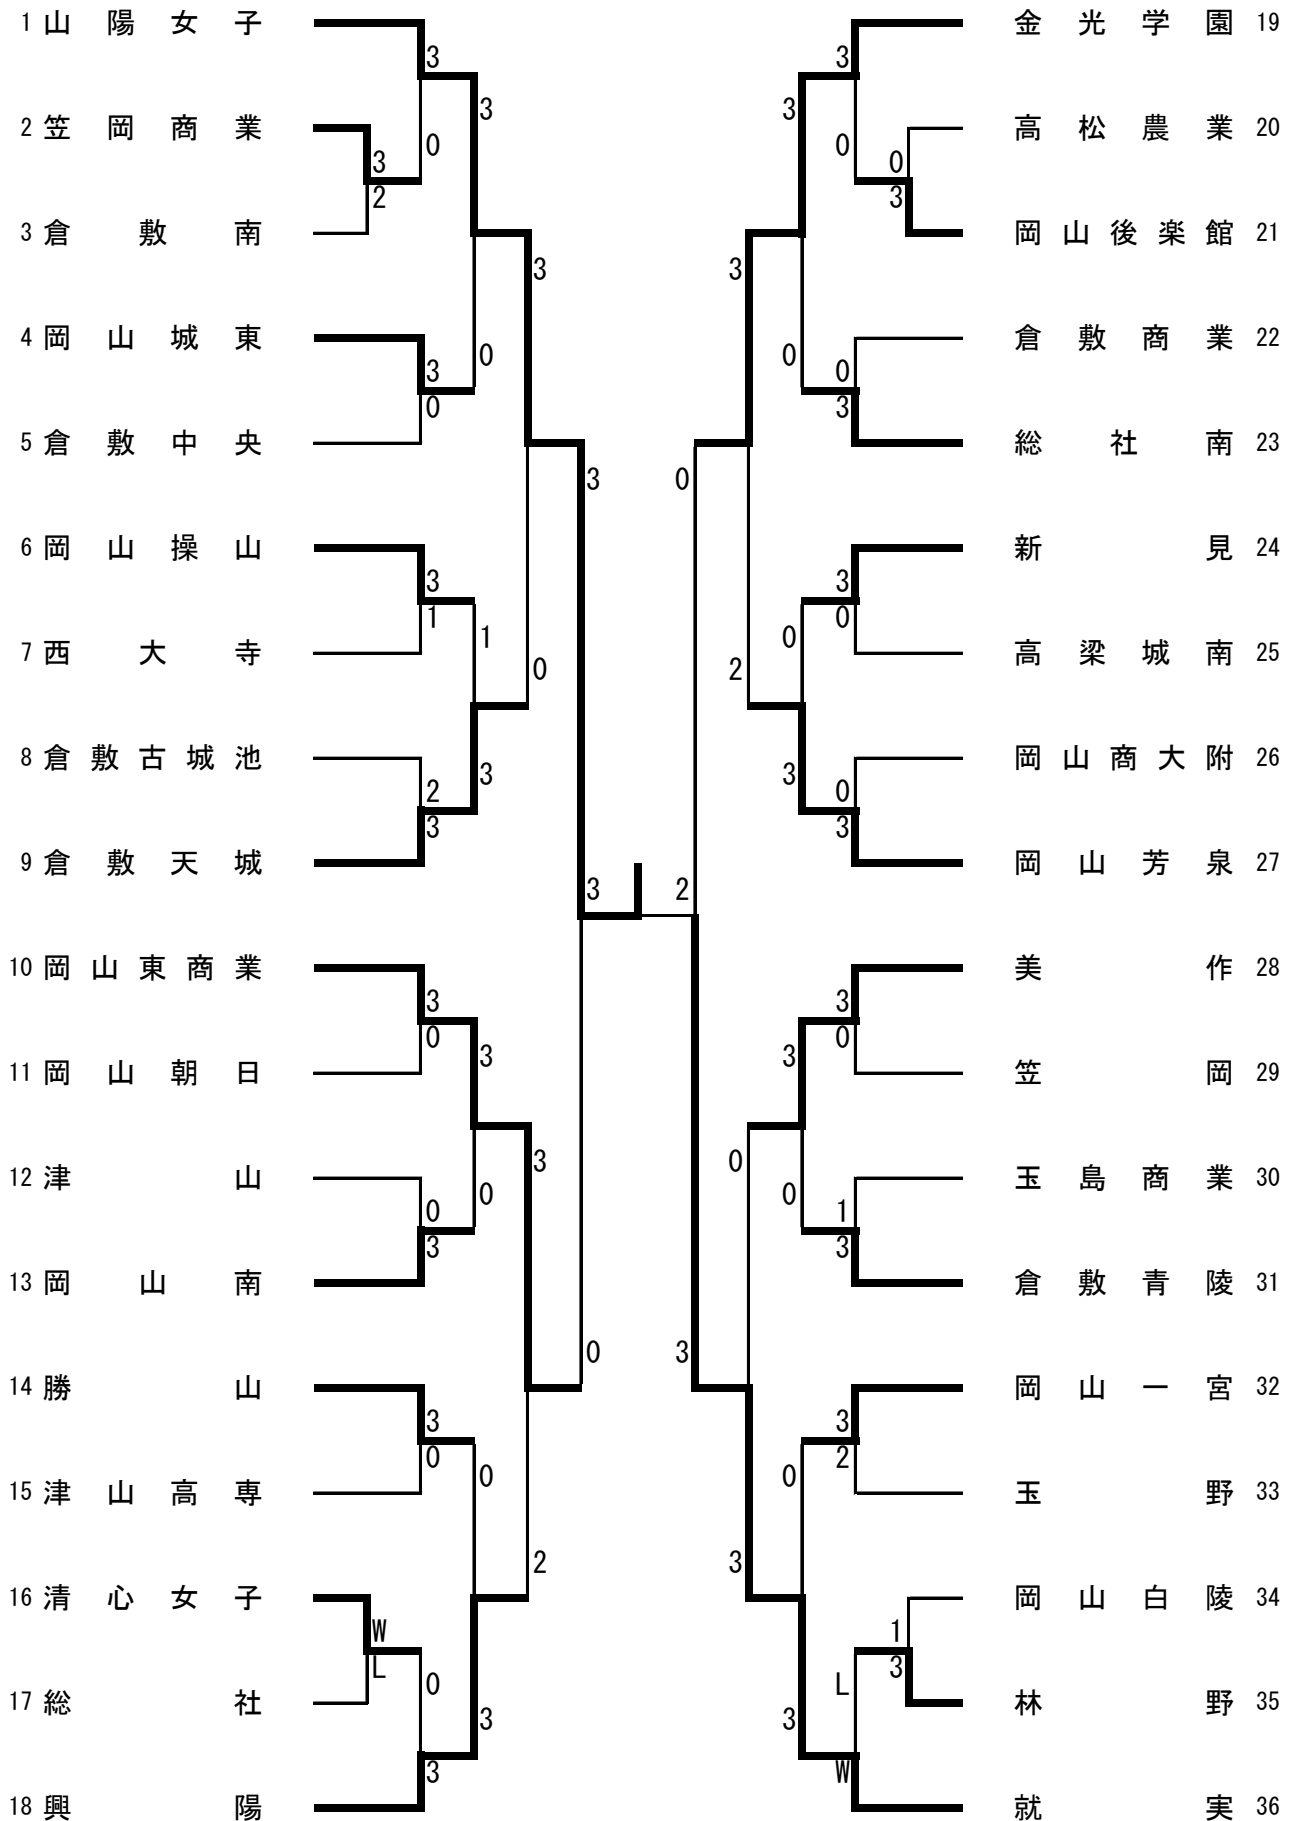 1 山陽女子
3
3
2 笠岡商業
0
3
2
3 倉敷南
3
4 岡山城東
0
3
0
5 倉敷中央
3
6 岡山操山
3
1
1
7 西大寺
0
8 倉敷古城池
3
2
3
9 倉敷天城
3
10 岡山東商業
3
0
3
11 岡山朝日
3
12 津山
0
0
3
13 岡山南
0
14 勝山
3
0
0
15 津山高専
2
16 清心女子
W
L
0
17 総社
3
3
18 興陽
金光学園 19
3
3
高松農業 20
0
0
3
岡山後楽館 21
3
倉敷商業 22
0
0
3
総社南 23
0
新見 24
3
0
0
高梁城南 25
2
岡山商大附 26
3
0
3
岡山芳泉 27
2
美作 28
3
0
3
笠岡 29
0
玉島商業 30
0
1
3
倉敷青陵 31
3
岡山一宮 32
3
2
0
玉野 33
3
岡山白陵 34
1
3
L
林野 35
3
W
就実 36